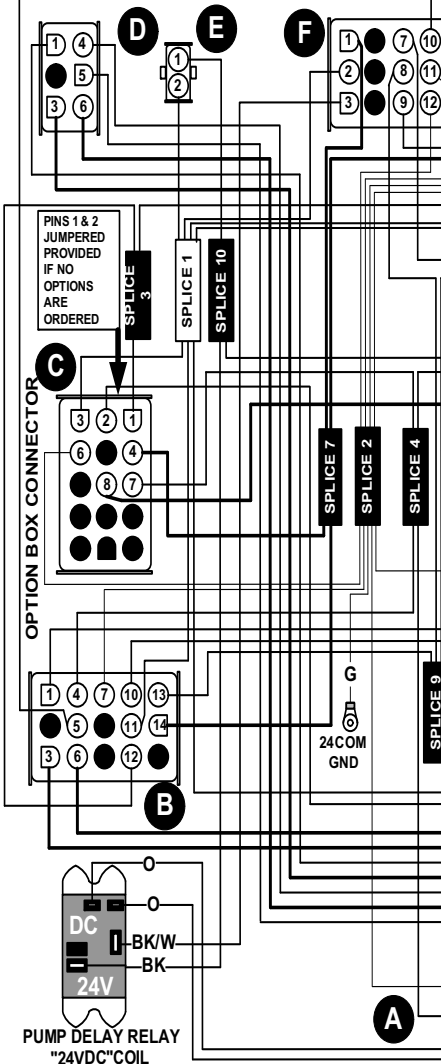 D
E
F
1 4
5
3 6
1
2
1 7 10
2 8 11
3 9 12
PINS 1 & 2
JUMPERED
PROVIDED
IF NO
OPTIONS
ARE
ORDERED
SPLICE
3
SPLICE 1
SPLICE 10
C
OPTION BOX CONNECTOR
3 2 1
6 4
8 7
SPLICE 7
SPLICE 2
SPLICE 4
G
24COM
GND
SPLICE 9
1 4 7 10 13
5 11 14
3 6 12
B
O
O
DC
BK/W
BK
24V
A
PUMP DELAY RELAY
"24VDC"COIL